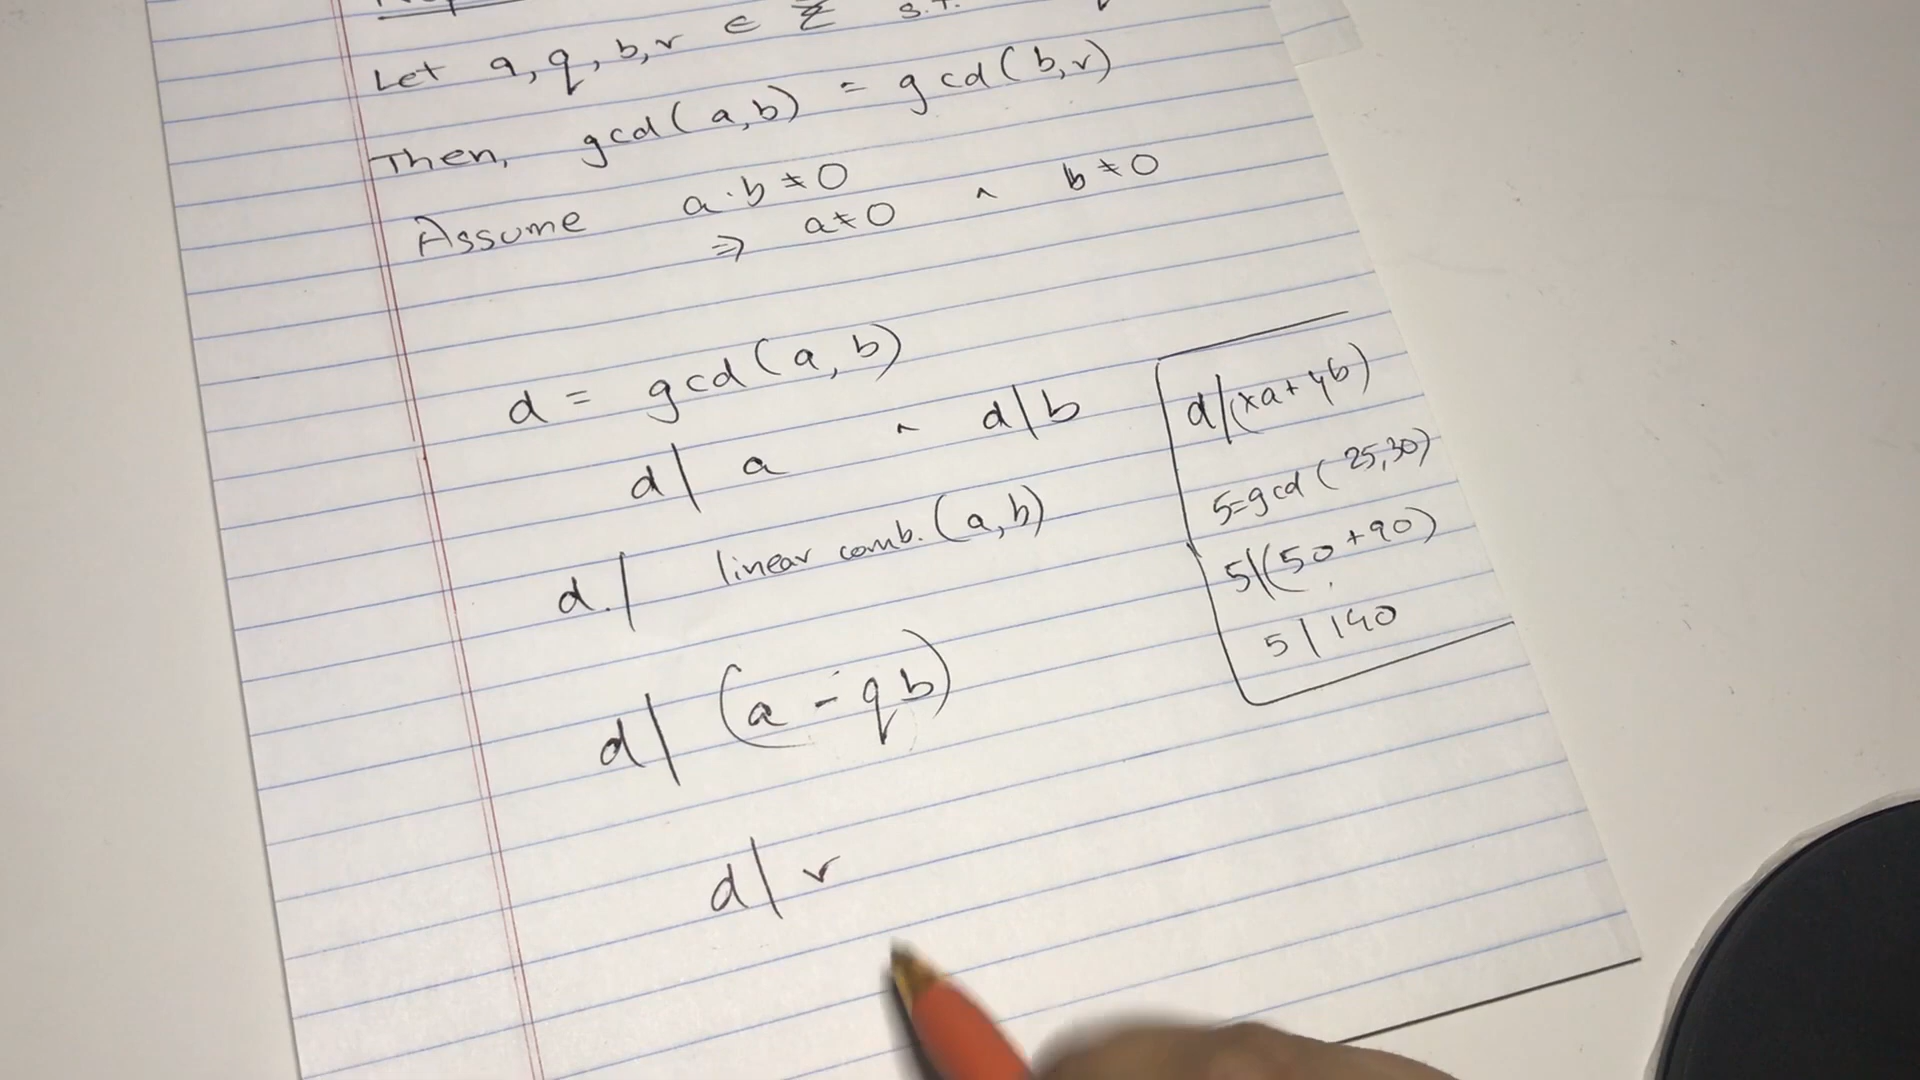 Let a, q, b, r ∈ Z s.t.
Then, gcd(a,b) = gcd(b,r)
Assume a·b ≠ 0
⇒ a ≠ 0 ^ b ≠ 0
d = gcd(a, b)
d | a ^ d | b
d. | linear comb. (a, b)
d | (a - qb)
d | r
d | (xa + yb)
5 = gcd(25,30)
5 | (50 + 90)
5 | 140